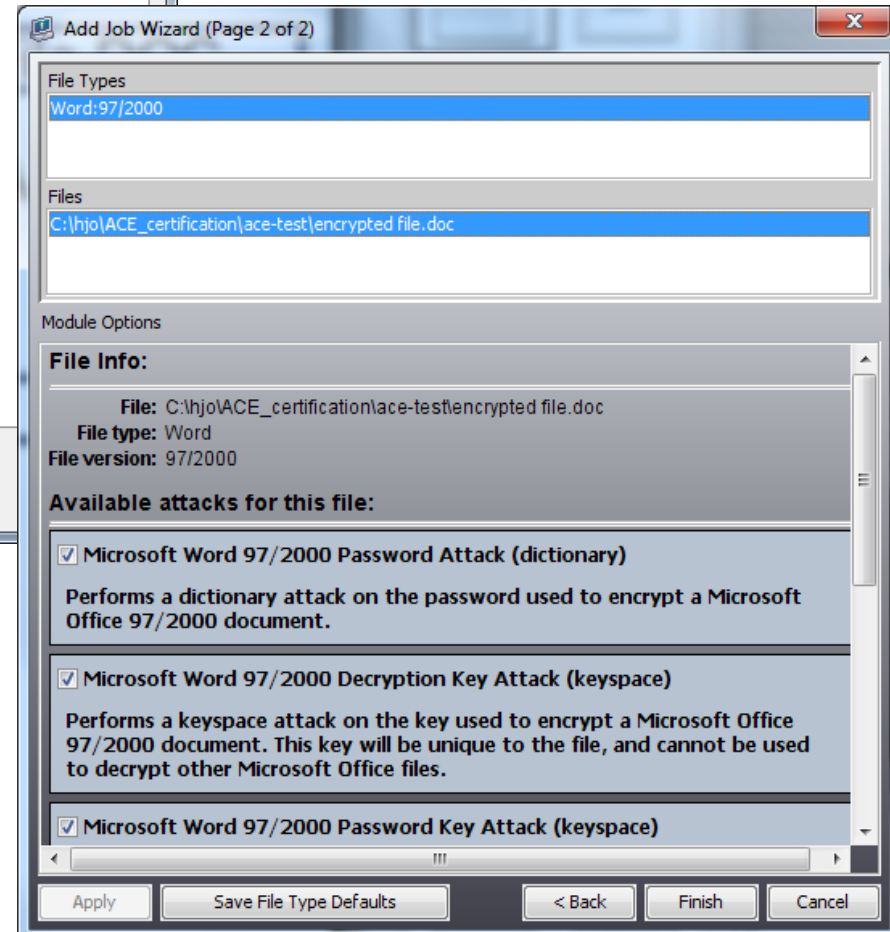 Add Job Wizard (Page 2 of 2)
File Types
Word:97/2000
Files
C:\hjo\ACE_certification\ace-test\encrypted file.doc
Module Options
File Info:
File: C:\hjo\ACE_certification\ace-test\encrypted file.doc
File type: Word
File version: 97/2000
Available attacks for this file:
Microsoft Word 97/2000 Password Attack (dictionary)
Performs a dictionary attack on the password used to encrypt a Microsoft
Office 97/2000 document.
Microsoft Word 97/2000 Decryption Key Attack (keyspace)
Performs a keyspace attack on the key used to encrypt a Microsoft Office
97/2000 document. This key will be unique to the file, and cannot be used
to decrypt other Microsoft Office files.
Microsoft Word 97/2000 Password Key Attack (keyspace)
Apply
Save File Type Defaults
< Back
Finish
Cancel